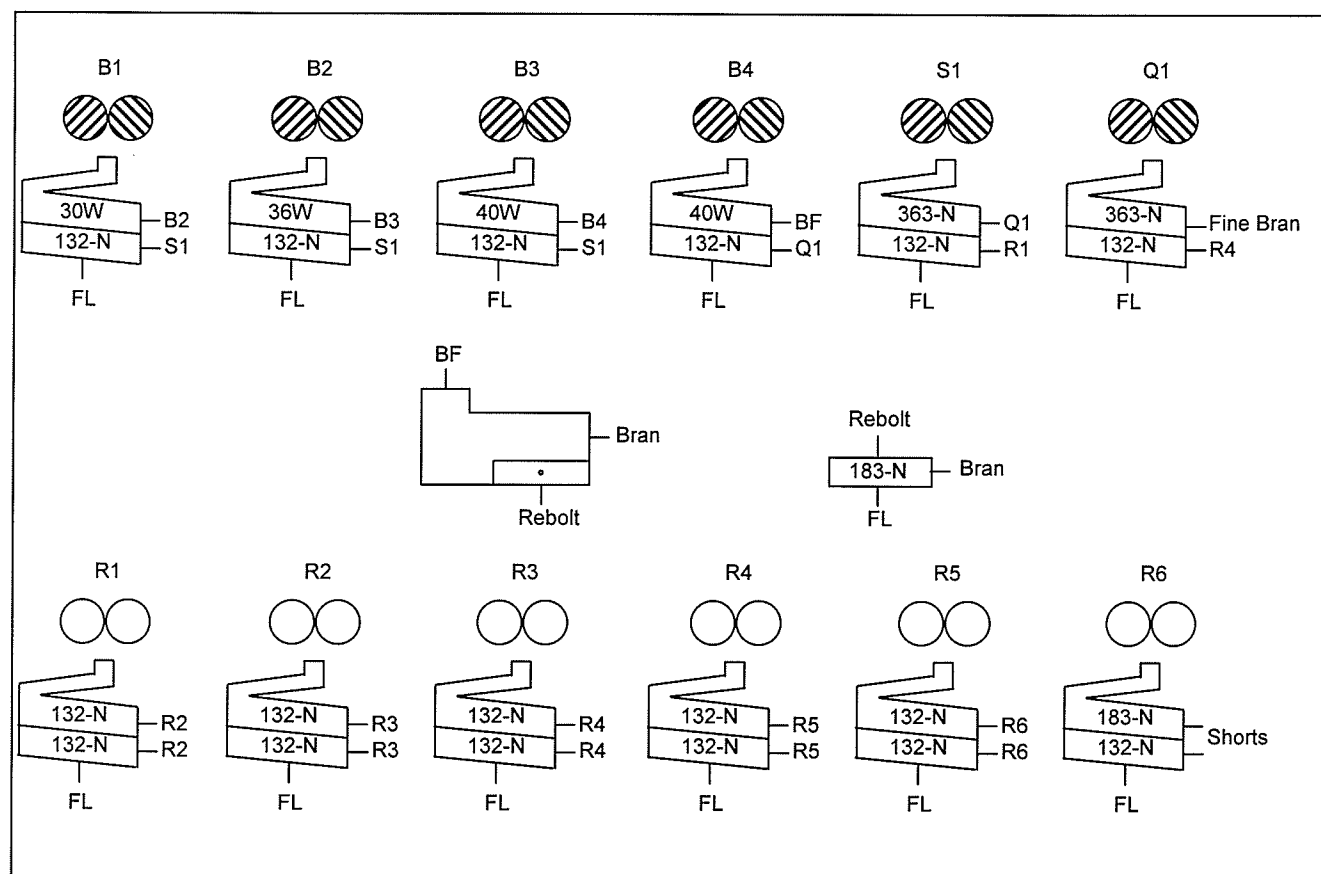 B1 B2 B3 B4 S1 Q1
30W 36W 40W 40W 363-N 363-N
B2 B3 B4 BF Q1 Fine Bran
132-N 132-N 132-N 132-N 132-N 132-N
S1 S1 S1 Q1 R1 R4
FL FL FL FL FL FL
BF
Bran
Rebolt
Rebolt
183-N Bran
FL
R1 R2 R3 R4 R5 R6
132-N 132-N 132-N 132-N 132-N 183-N
R2 R3 R4 R5 R6
Shorts
132-N 132-N 132-N 132-N 132-N 132-N
R2 R3 R4 R5 R6
FL FL FL FL FL FL